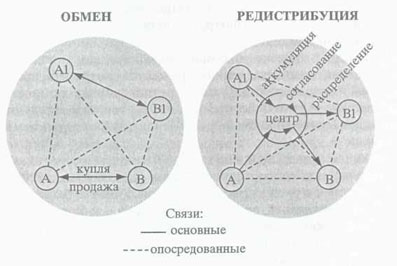 ОБМЕН
РЕДИСТРИБУЦИЯ
А1
В1
А
В
купля
продажа
А1
В1
А
В
центр
аккумуляция
согласование
распределение
Связи:
основные
опосредованные